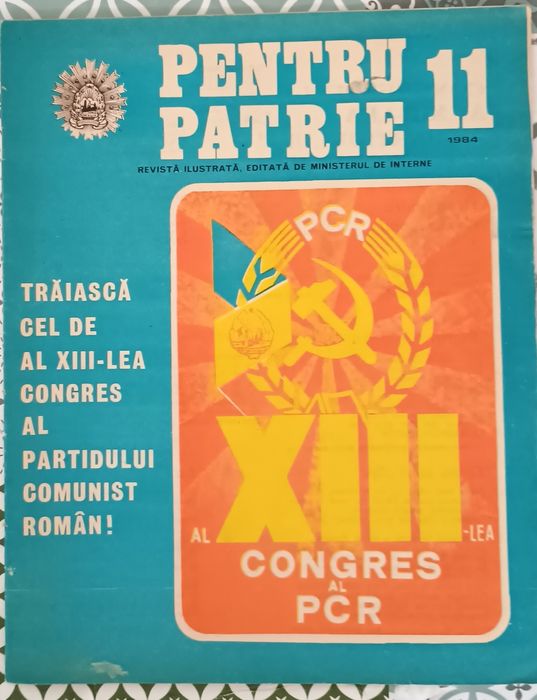 PENTRU
PATRIE
11
1984
REVISTĂ ILUSTRATĂ, EDITATĂ DE MINISTERUL DE INTERNE
TRĂIASCĂ
CEL DE
AL XIII-LEA
CONGRES
AL
PARTIDULUI
COMUNIST
ROMÂN!
PCR
AL XIII-LEA
CONGRES
AL
PCR